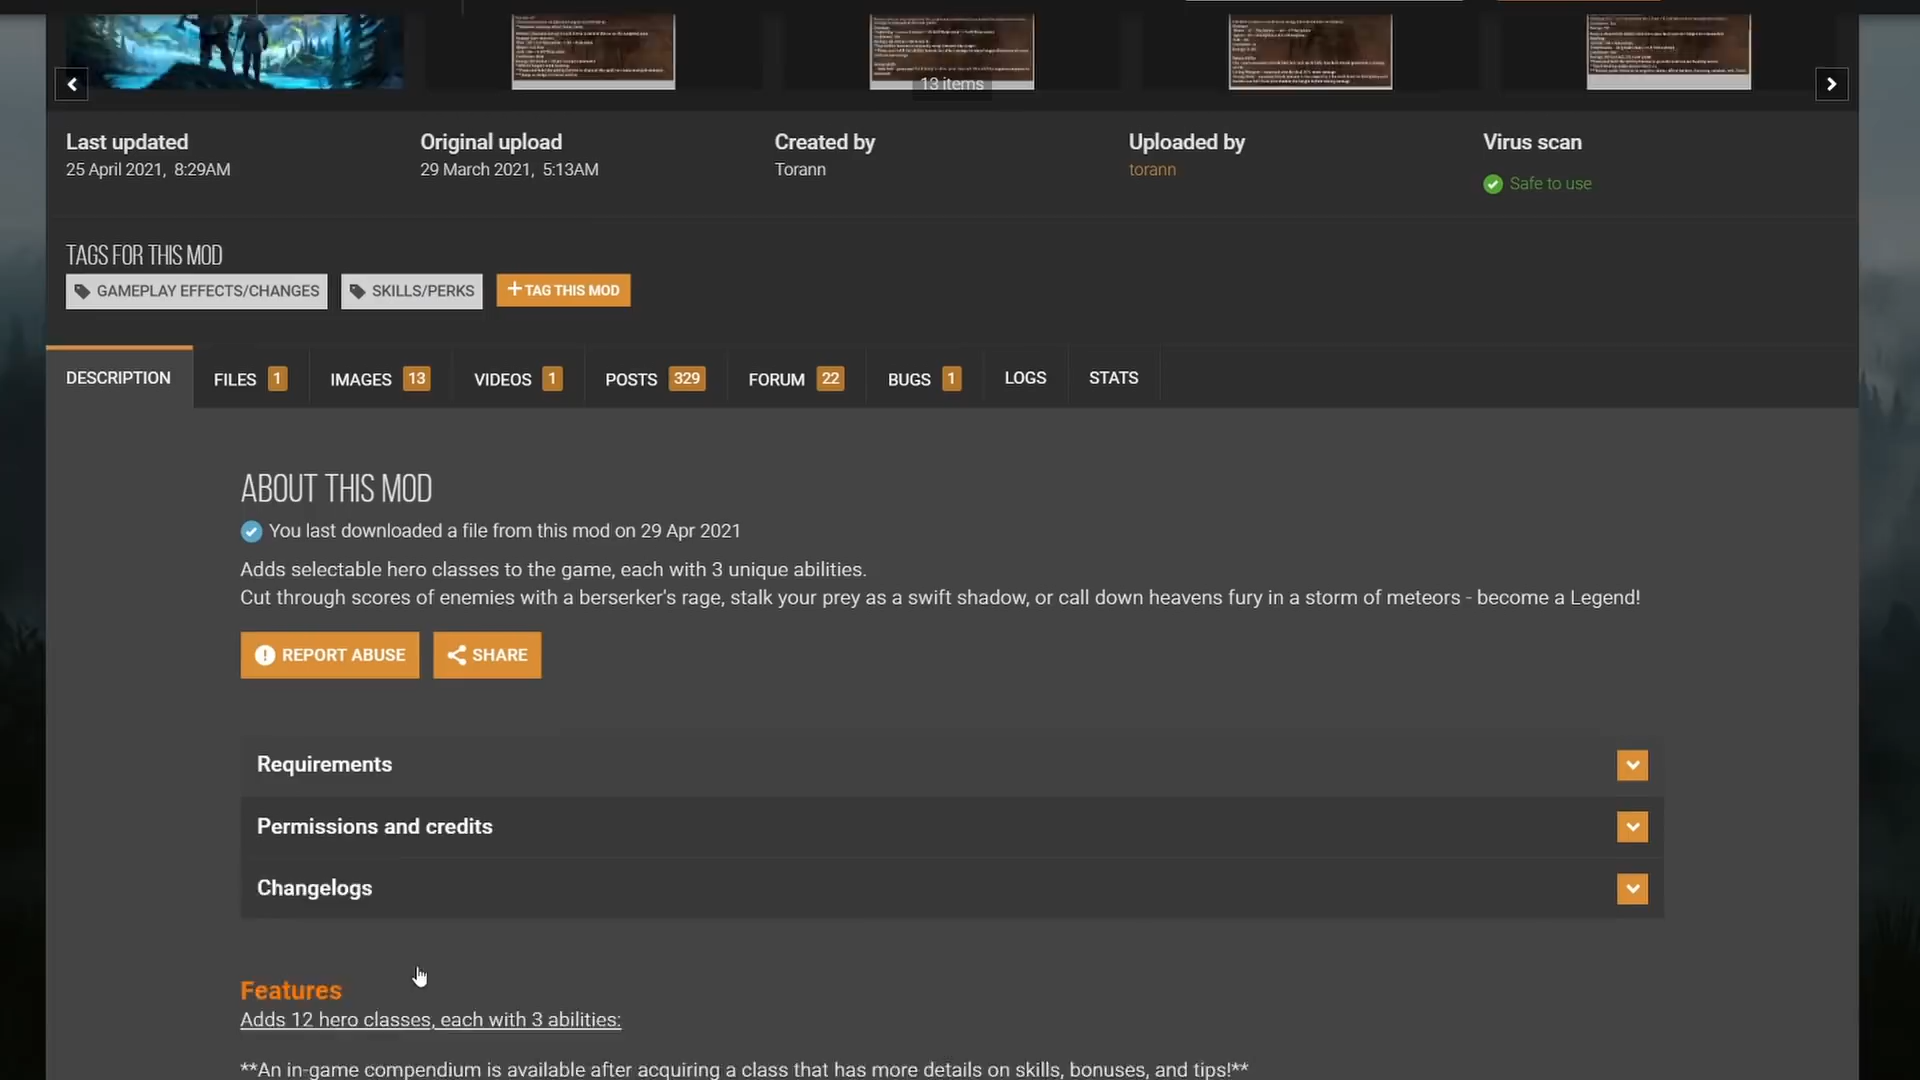 13 items
Last updated
25 April 2021, 8:29AM
Original upload
29 March 2021, 5:13AM
Created by
Torann
Uploaded by
torann
Virus scan
Safe to use
TAGS FOR THIS MOD
GAMEPLAY EFFECTS/CHANGES
SKILLS/PERKS
+ TAG THIS MOD
DESCRIPTION
FILES 1
IMAGES 13
VIDEOS 1
POSTS 329
FORUM 22
BUGS 1
LOGS
STATS
ABOUT THIS MOD
You last downloaded a file from this mod on 29 Apr 2021
Adds selectable hero classes to the game, each with 3 unique abilities.
Cut through scores of enemies with a berserker's rage, stalk your prey as a swift shadow, or call down heavens fury in a storm of meteors - become a Legend!
REPORT ABUSE
SHARE
Requirements
Permissions and credits
Changelogs
Features
Adds 12 hero classes, each with 3 abilities:
**An in-game compendium is available after acquiring a class that has more details on skills, bonuses, and tips!**